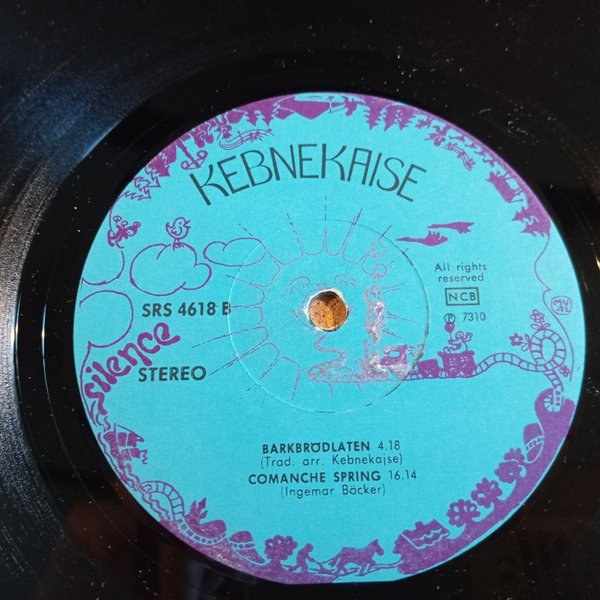 KEBNEKAISE
All rights
reserved
NCB
Ⓟ 7310
SRS 4618 B
silence
STEREO
BARKBRÖDLÅTEN 4.18
(Trad. arr. Kebnekajse)
COMANCHE SPRING 16.14
(Ingemar Böcker)